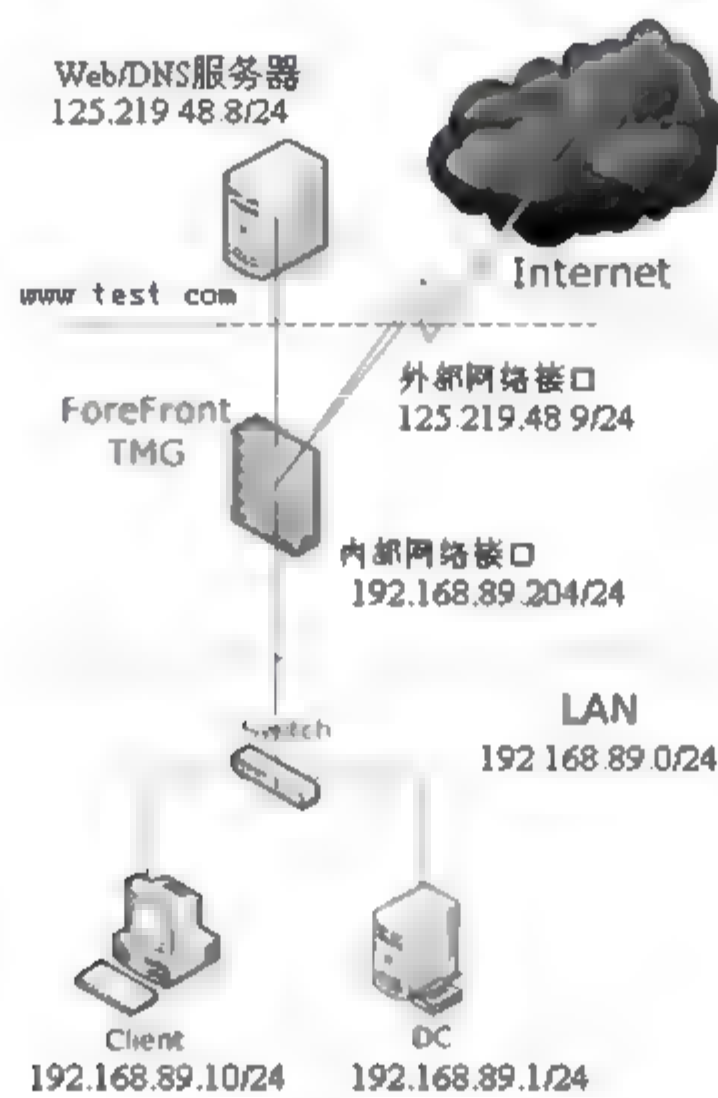 Web/DNS服务器
125.219 48.8/24
www test com
Internet
外部网络接口
125.219.48 9/24
ForeFront
TMG
内部网络接口
192.168.89.204/24
Switch
LAN
192 168.89.0/24
Client
192.168.89.10/24
DC
192.168.89.1/24